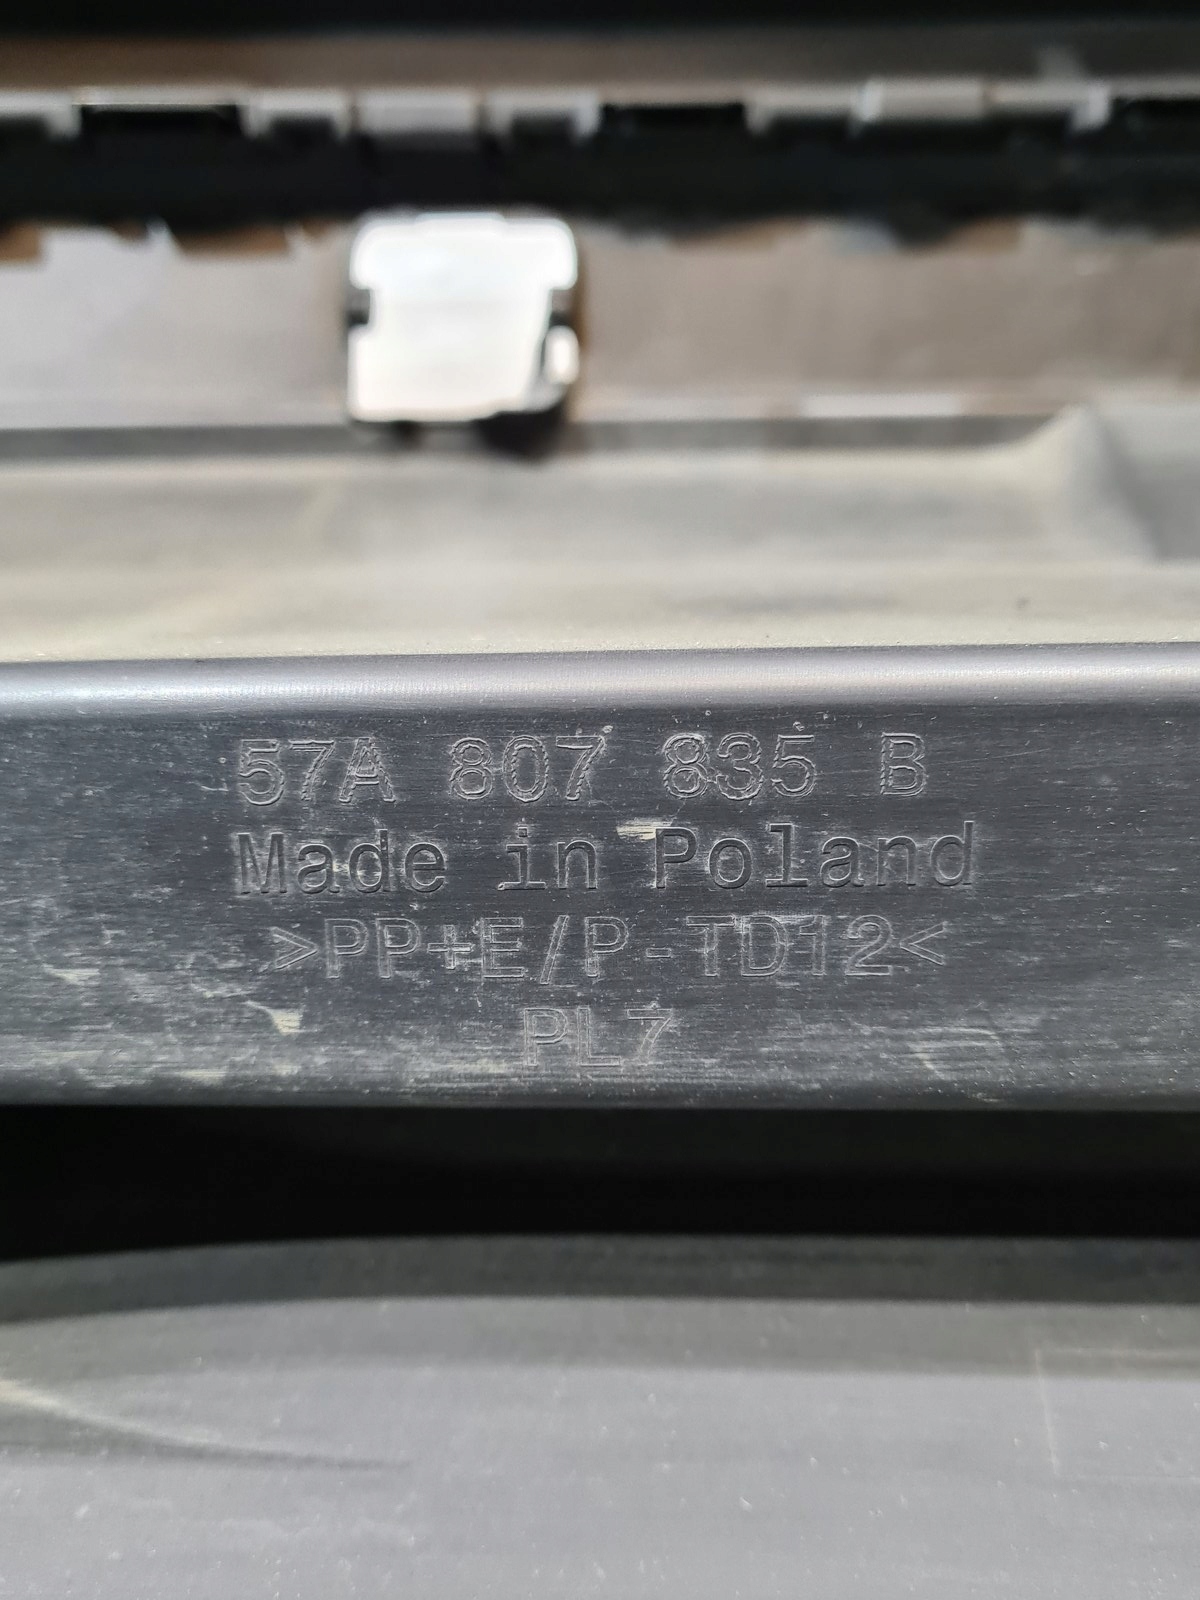 57A 807 835 B
Made in Poland
>PP+E/P-TD12<
PL7